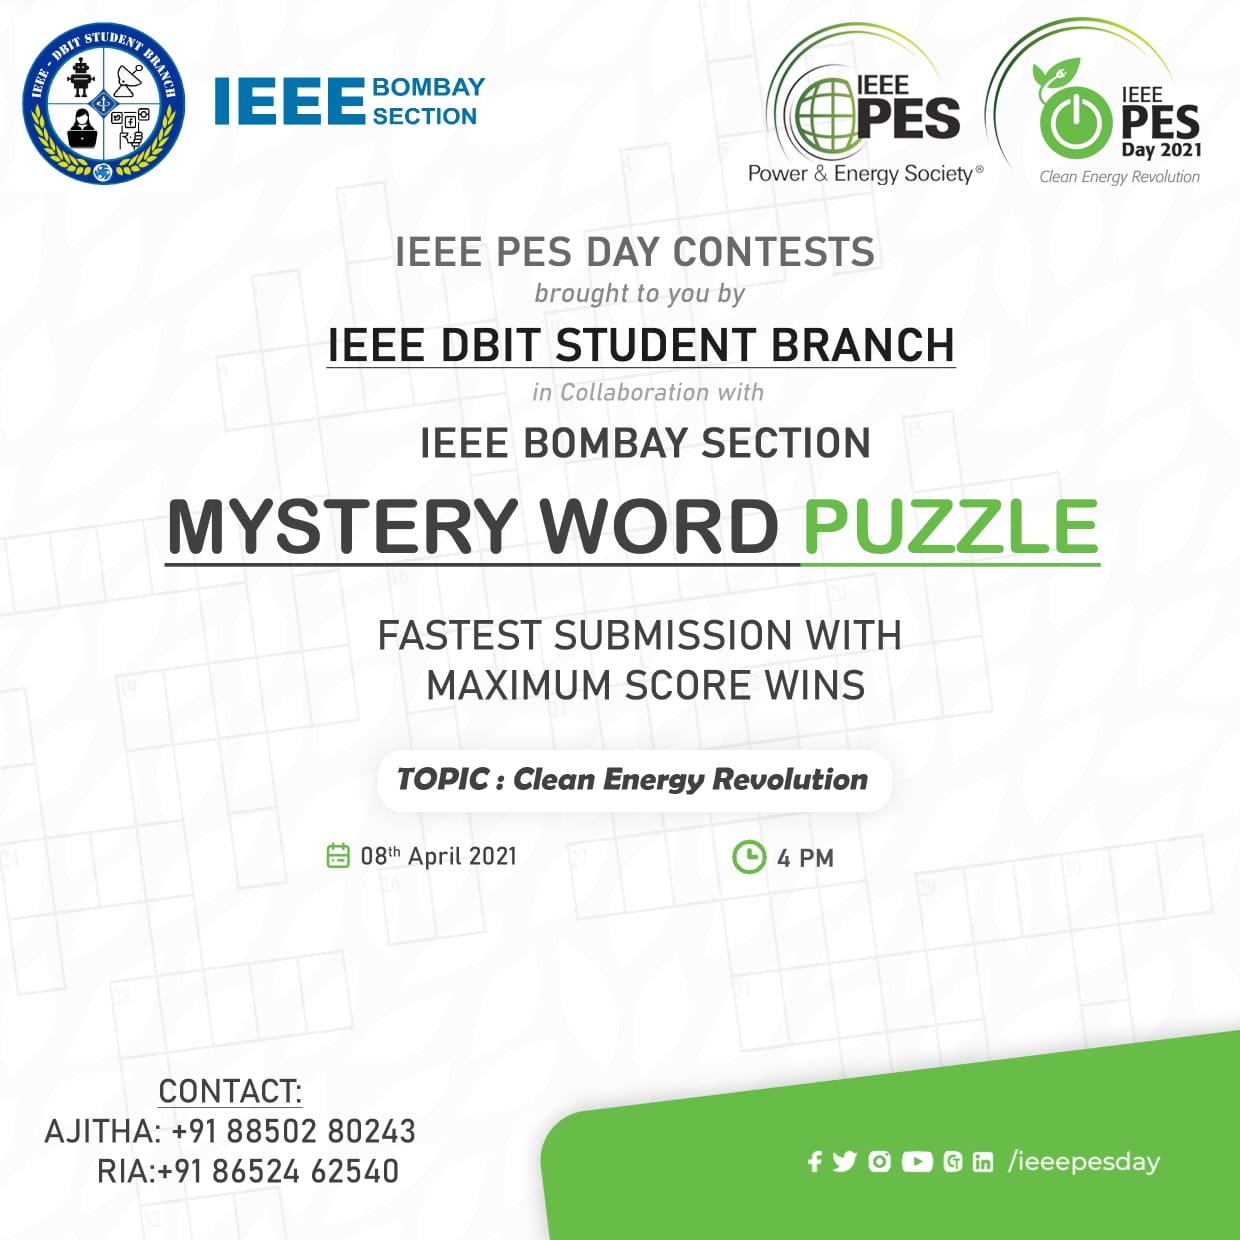 IEEE - DBIT STUDENT BRANCH
IEEE BOMBAY
SECTION
IEEE
PES
Power & Energy Society®
IEEE
PES
Day 2021
Clean Energy Revolution
IEEE PES DAY CONTESTS
brought to you by
IEEE DBIT STUDENT BRANCH
in Collaboration with
IEEE BOMBAY SECTION
MYSTERY WORD PUZZLE
FASTEST SUBMISSION WITH
MAXIMUM SCORE WINS
TOPIC : Clean Energy Revolution
08th April 2021
4 PM
CONTACT:
AJITHA: +91 88502 80243
RIA:+91 86524 62540
/ieeepesday